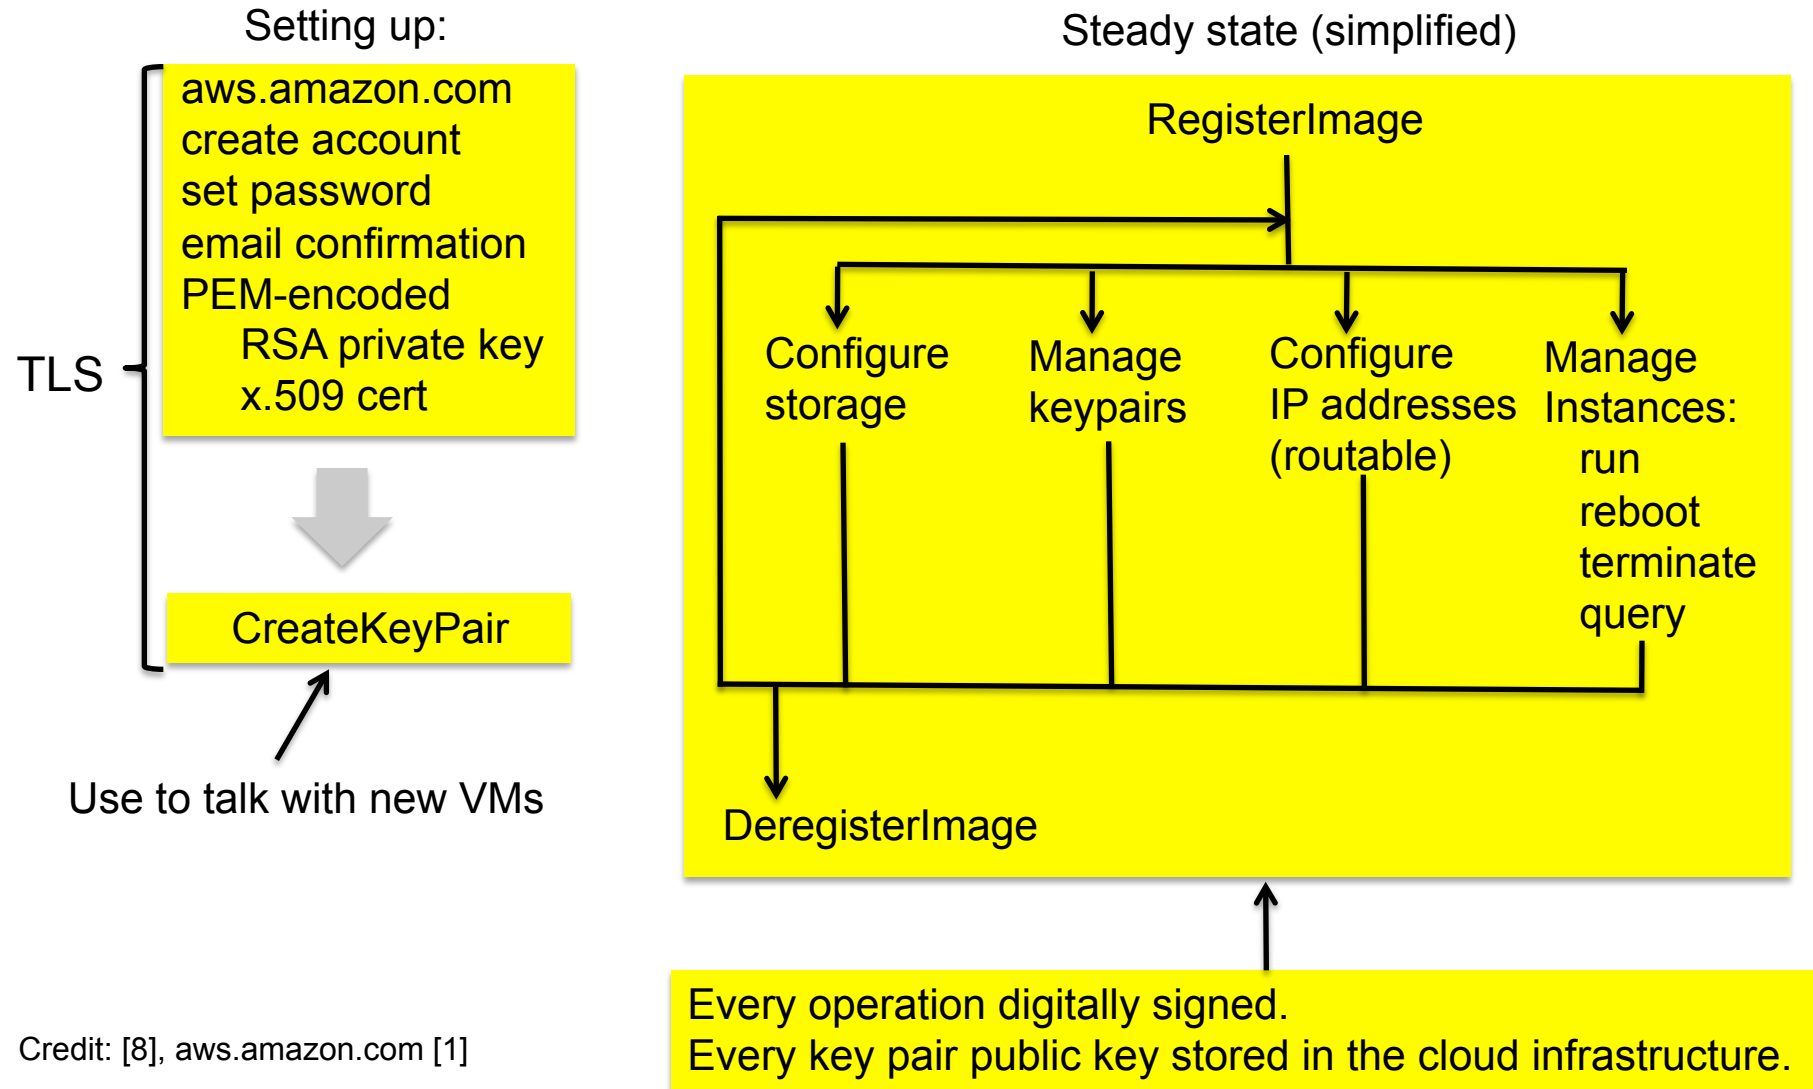 Setting up:
aws.amazon.com
create account
set password
email confirmation
PEM-encoded
RSA private key
x.509 cert
TLS
CreateKeyPair
Use to talk with new VMs
Credit: [8], aws.amazon.com [1]
Steady state (simplified)
RegisterImage
Configure
storage
Manage
keypairs
Configure
IP addresses
(routable)
Manage
Instances:
run
reboot
terminate
query
DeregisterImage
Every operation digitally signed.
Every key pair public key stored in the cloud infrastructure.